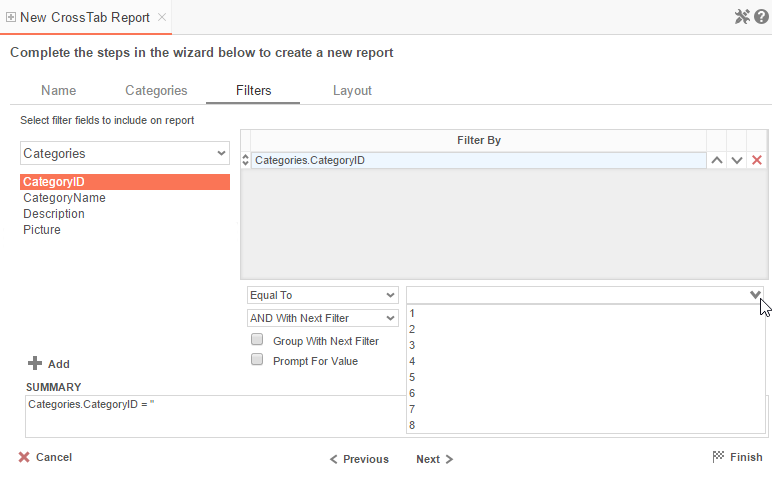 New CrossTab Report
Complete the steps in the wizard below to create a new report
Name Categories Filters Layout
Select filter fields to include on report
Categories
CategoryID
CategoryName
Description
Picture
Add
Filter By
Categories.CategoryID
Equal To
AND With Next Filter
Group With Next Filter
Prompt For Value
1
2
3
4
5
6
7
8
SUMMARY
Categories.CategoryID = ''
Cancel Previous Next Finish